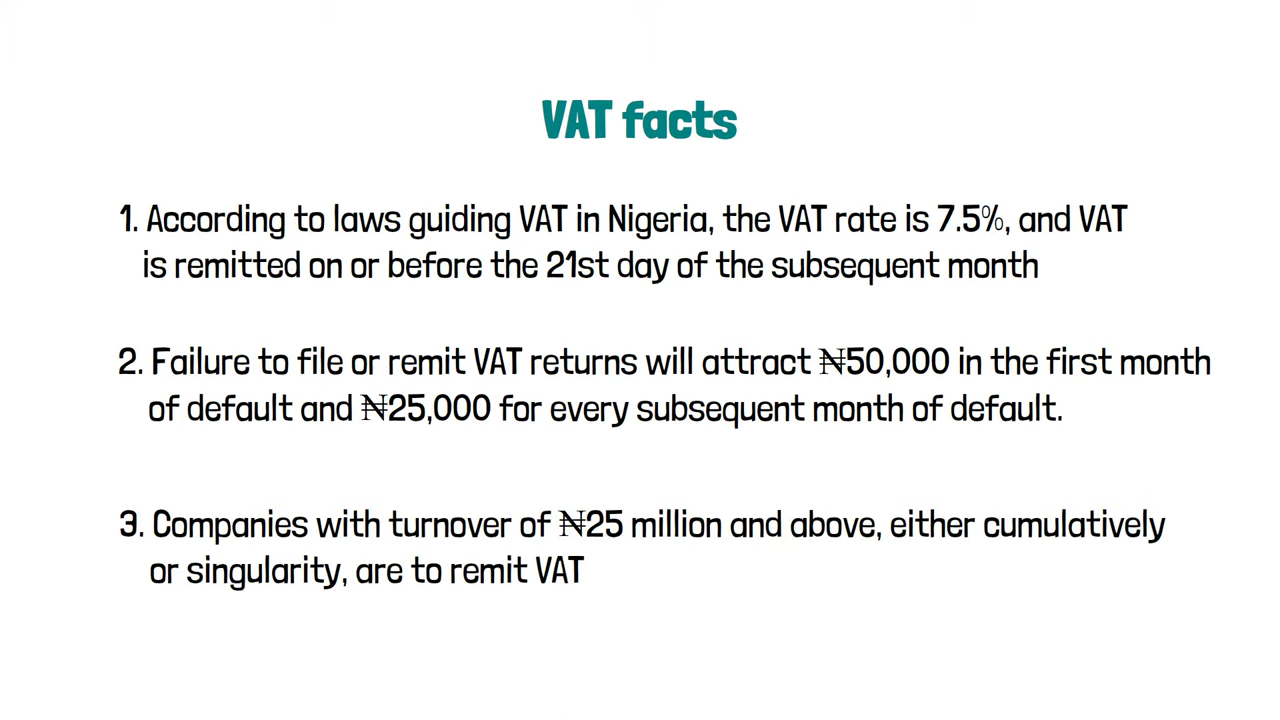 VAT facts
1. According to laws guiding VAT in Nigeria, the VAT rate is 7.5%, and VAT
is remitted on or before the 21st day of the subsequent month
2. Failure to file or remit VAT returns will attract ₦50,000 in the first month
of default and ₦25,000 for every subsequent month of default.
3. Companies with turnover of ₦25 million and above, either cumulatively
or singularity, are to remit VAT